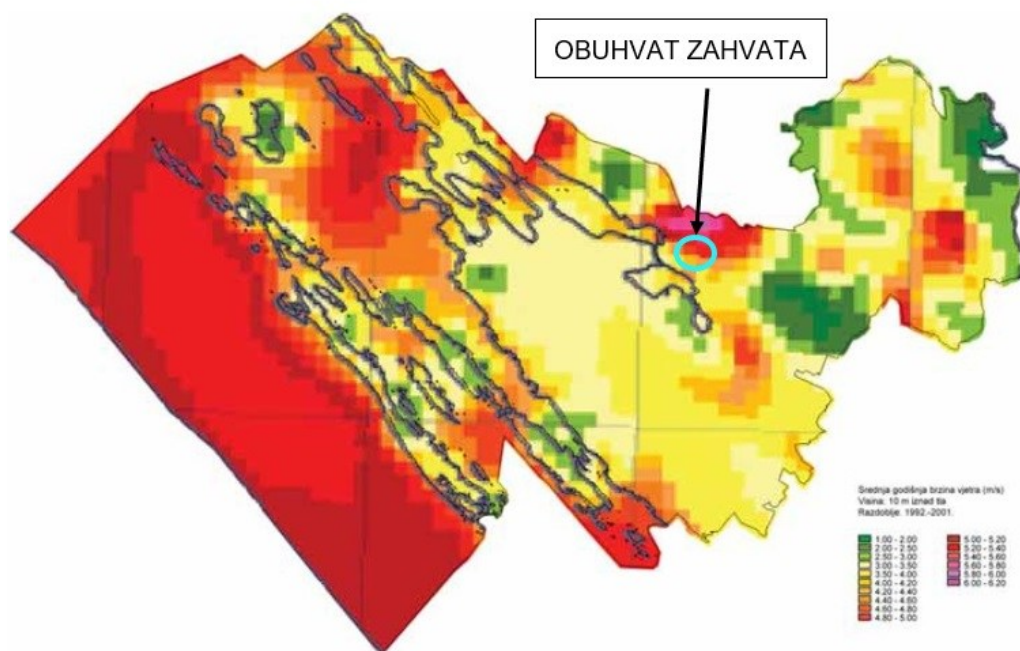 OBUHVAT ZAHVATA
Srednja godišnja brzina vjetra (m/s)
Visina: 10 m iznad tla
Razdoblje: 1992.-2001.
1.00 - 2.00
2.00 - 2.50
2.50 - 3.00
3.00 - 3.50
3.50 - 4.00
4.00 - 4.20
4.20 - 4.40
4.40 - 4.60
4.60 - 4.80
4.80 - 5.00
5.00 - 5.20
5.20 - 5.40
5.40 - 5.60
5.60 - 5.80
5.80 - 6.00
6.00 - 6.20